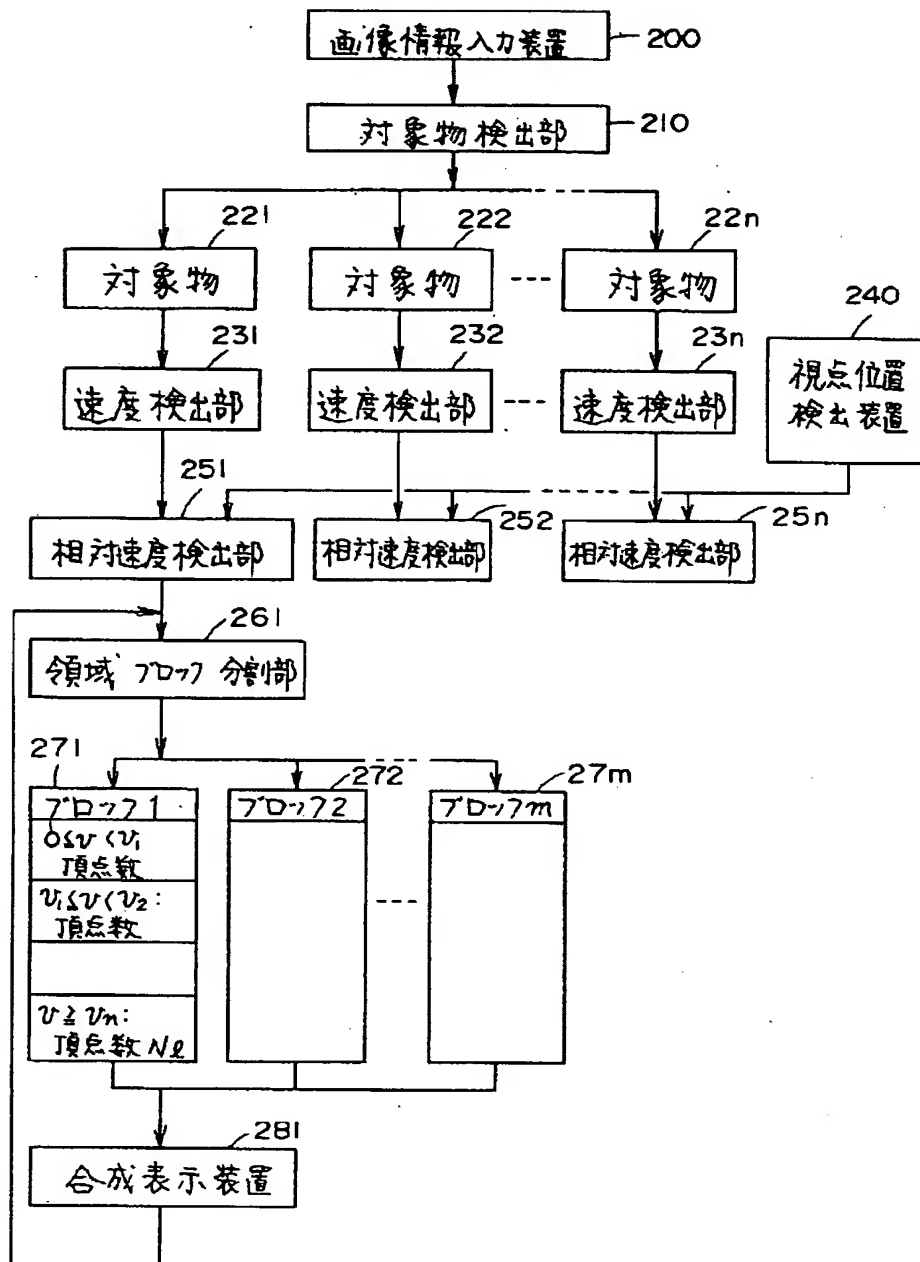 画像情報入力装置
200
対象物検出部
210
221
222
22n
対象物
対象物
対象物
240
231
232
23n
速度検出部
速度検出部
速度検出部
視点位置
検出装置
251
252
25n
相対速度検出部
相対速度検出部
相対速度検出部
261
領域ブロック分割部
271
272
27m
ブロック1
ブロック2
ブロックm
0≦v<v₁
頂点数
v₁≦v<v₂:
頂点数
v≧vn:
頂点数Nℓ
281
合成表示装置